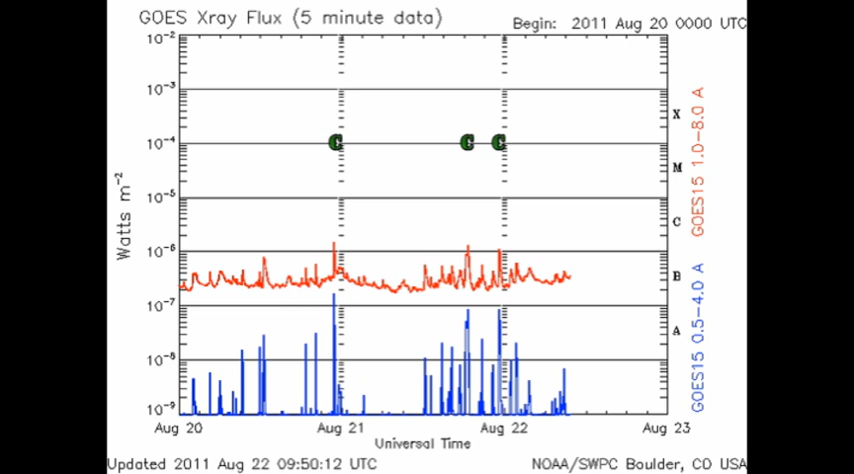 GOES Xray Flux (5 minute data)
Begin: 2011 Aug 20 0000 UTC
10⁻²
10⁻³
10⁻⁴
10⁻⁵
10⁻⁶
10⁻⁷
10⁻⁸
10⁻⁹
Watts m⁻²
C C C
X
M
C
B
A
GOES15 1.0-8.0 A
GOES15 0.5-4.0 A
Aug 20 Aug 21 Aug 22 Aug 23
Universal Time
Updated 2011 Aug 22 09:50:12 UTC
NOAA/SWPC Boulder, CO USA